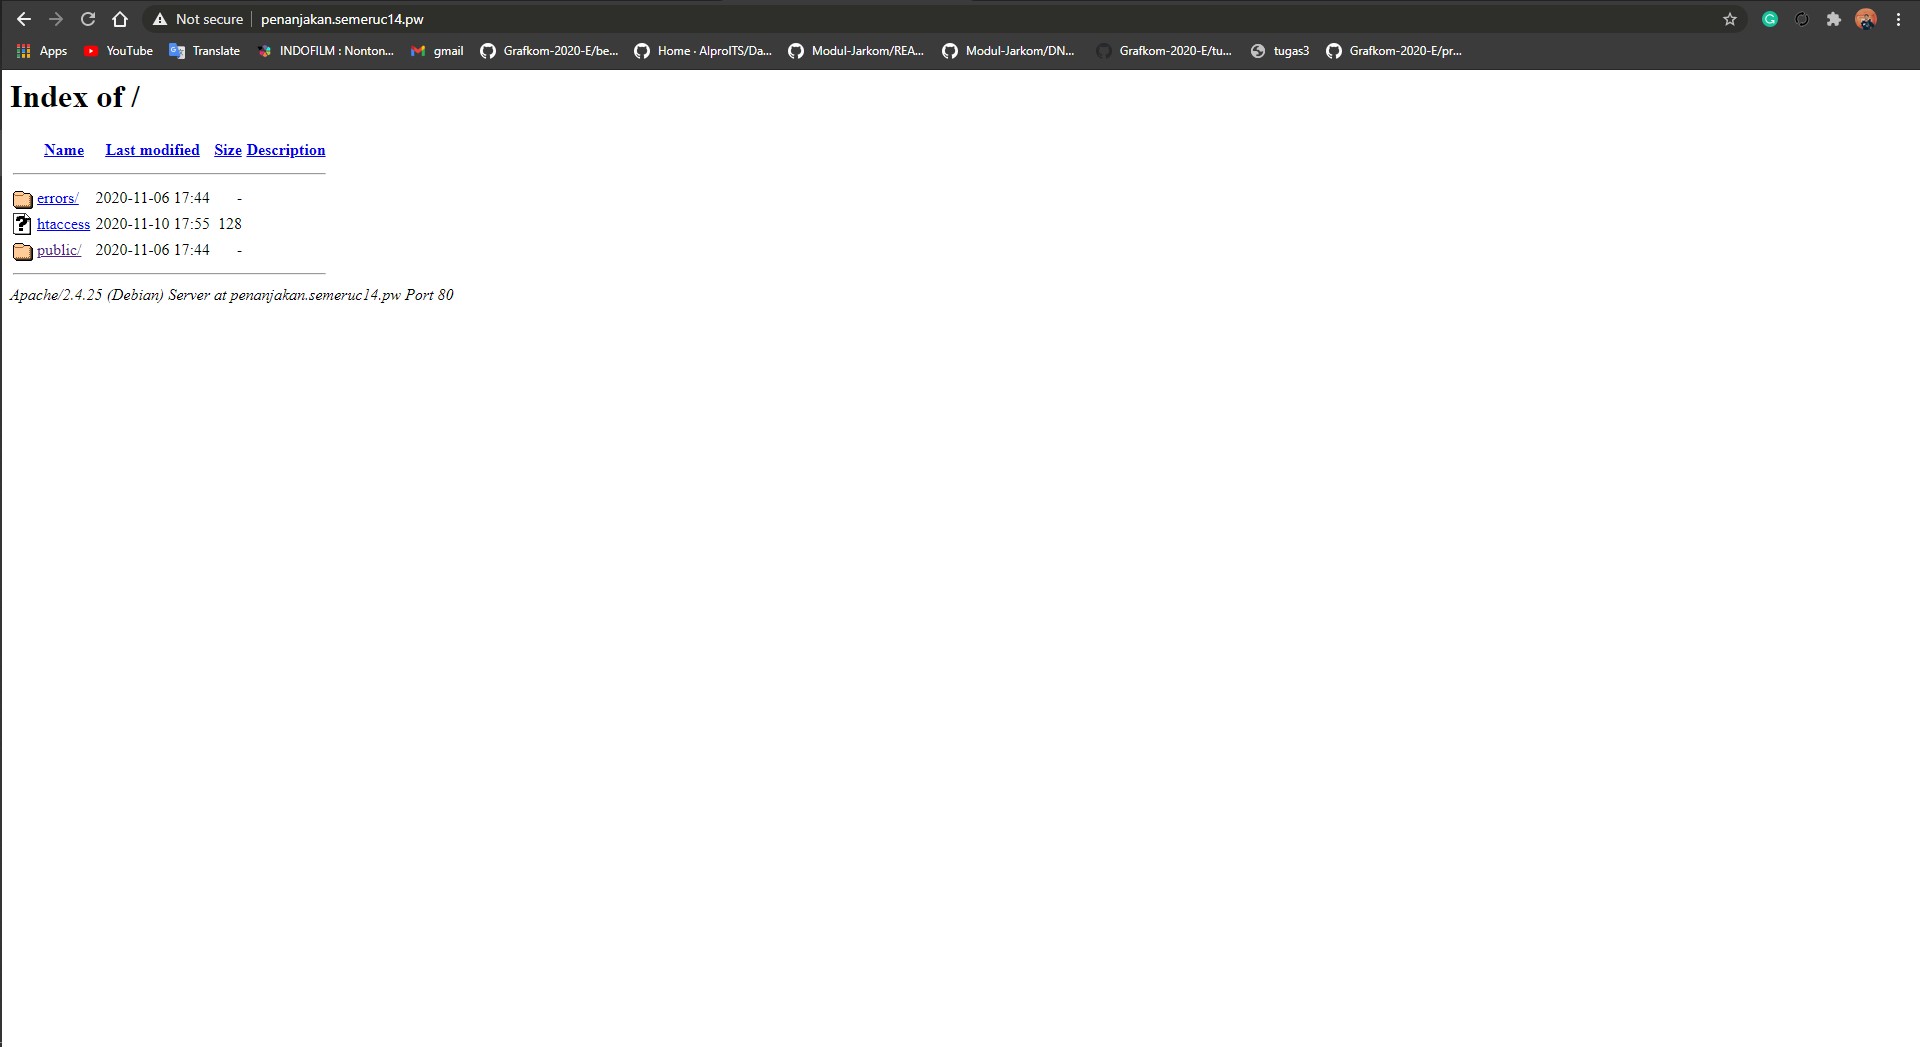 Not secure penanjakan.semeruc14.pw
Apps YouTube Translate INDOFILM : Nonton... gmail Grafkom-2020-E/be... Home · AlproITS/Da... Modul-Jarkom/REA... Modul-Jarkom/DN... Grafkom-2020-E/tu... tugas3 Grafkom-2020-E/pr...
Index of /
Name Last modified Size Description
errors/ 2020-11-06 17:44 -
htaccess 2020-11-10 17:55 128
public/ 2020-11-06 17:44 -
Apache/2.4.25 (Debian) Server at penanjakan.semeruc14.pw Port 80